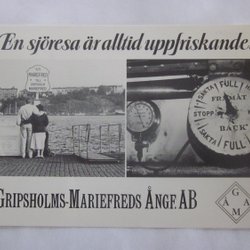 En sjöresa är alltid uppfriskande!
MARIEFRED
FULL
SAKTA
FRAMÅT
STOPP
BACK
SAKTA
FULL
GRIPSHOLMS-MARIEFREDS ÅNGF. AB
G
Å A
M